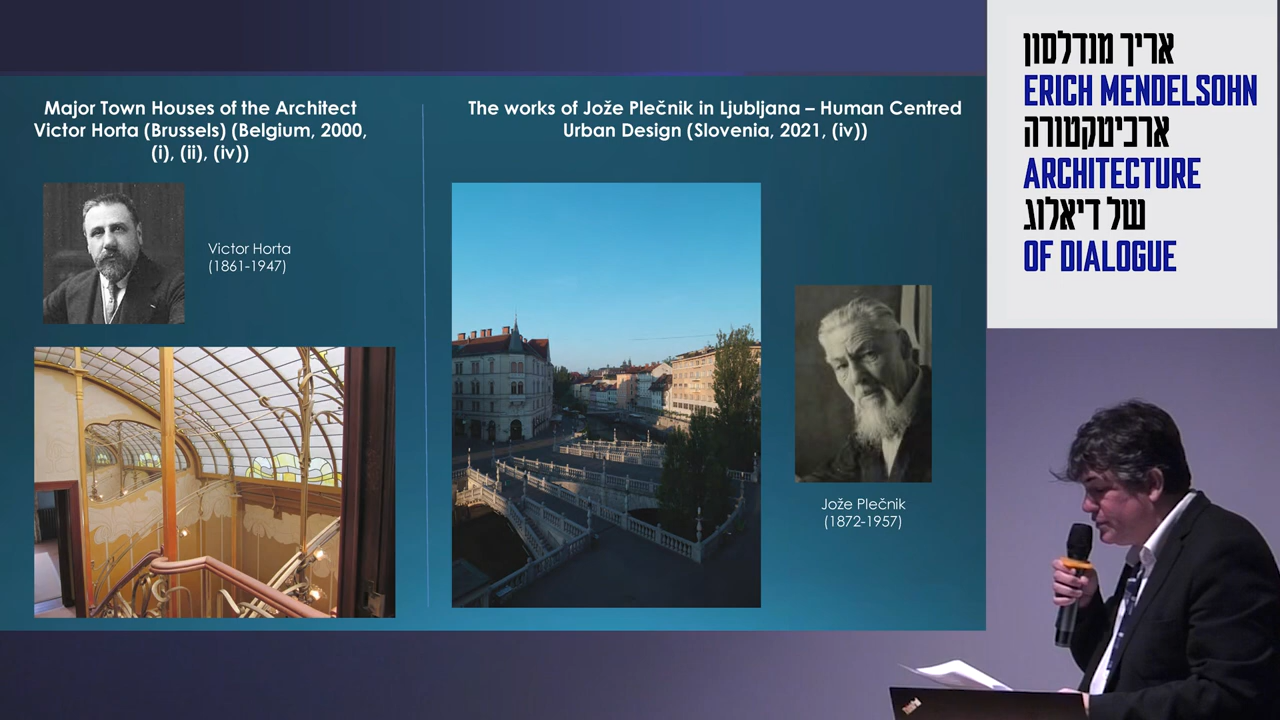 Major Town Houses of the Architect
Victor Horta (Brussels) (Belgium, 2000,
(i), (ii), (iv))
Victor Horta
(1861-1947)
The works of Jože Plečnik in Ljubljana – Human Centred
Urban Design (Slovenia, 2021, (iv))
Jože Plečnik
(1872-1957)
אריך מנדלסון
ERICH MENDELSOHN
ארכיטקטורה
ARCHITECTURE
של דיאלוג
OF DIALOGUE